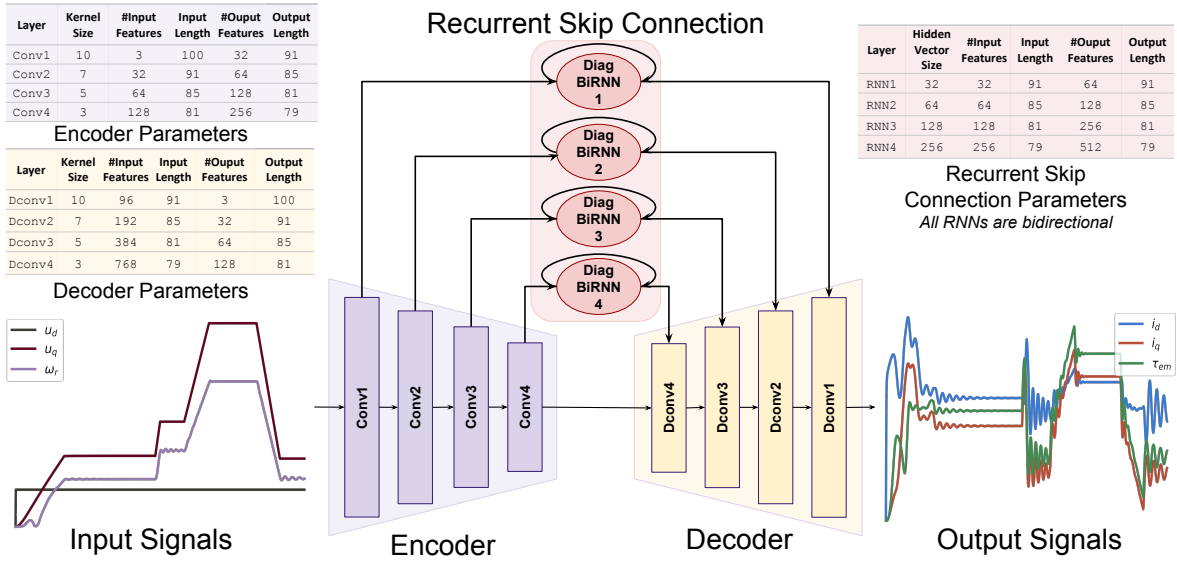 Recurrent Skip Connection
Layer Kernel Size #Input Features Input Length #Ouput Features Output Length
Conv1 10 3 100 32 91
Conv2 7 32 91 64 85
Conv3 5 64 85 128 81
Conv4 3 128 81 256 79
Encoder Parameters
Layer Kernel Size #Input Features Input Length #Ouput Features Output Length
Dconv1 10 96 91 3 100
Dconv2 7 192 85 32 91
Dconv3 5 384 81 64 85
Dconv4 3 768 79 128 81
Decoder Parameters
Diag BiRNN 1
Diag BiRNN 2
Diag BiRNN 3
Diag BiRNN 4
Layer Hidden Vector Size #Input Features Input Length #Ouput Features Output Length
RNN1 32 32 91 64 91
RNN2 64 64 85 128 85
RNN3 128 128 81 256 81
RNN4 256 256 79 512 79
Recurrent Skip
Connection Parameters
All RNNs are bidirectional
u_d
u_q
ω_r
Input Signals
Conv1
Conv2
Conv3
Conv4
Encoder
Dconv4
Dconv3
Dconv2
Dconv1
Decoder
i_d
i_q
τ_em
Output Signals